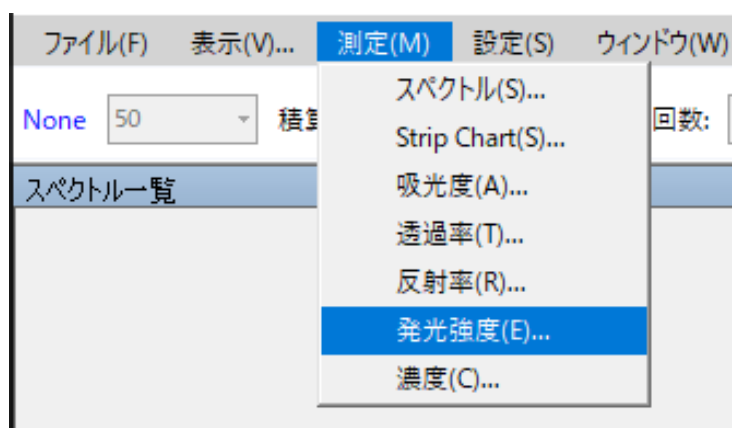 ファイル(F) 表示(V)... 測定(M) 設定(S) ウィンドウ(W)
None 50 積 回数:
スペクトル一覧
スペクトル(S)...
Strip Chart(S)...
吸光度(A)...
透過率(T)...
反射率(R)...
発光強度(E)...
濃度(C)...